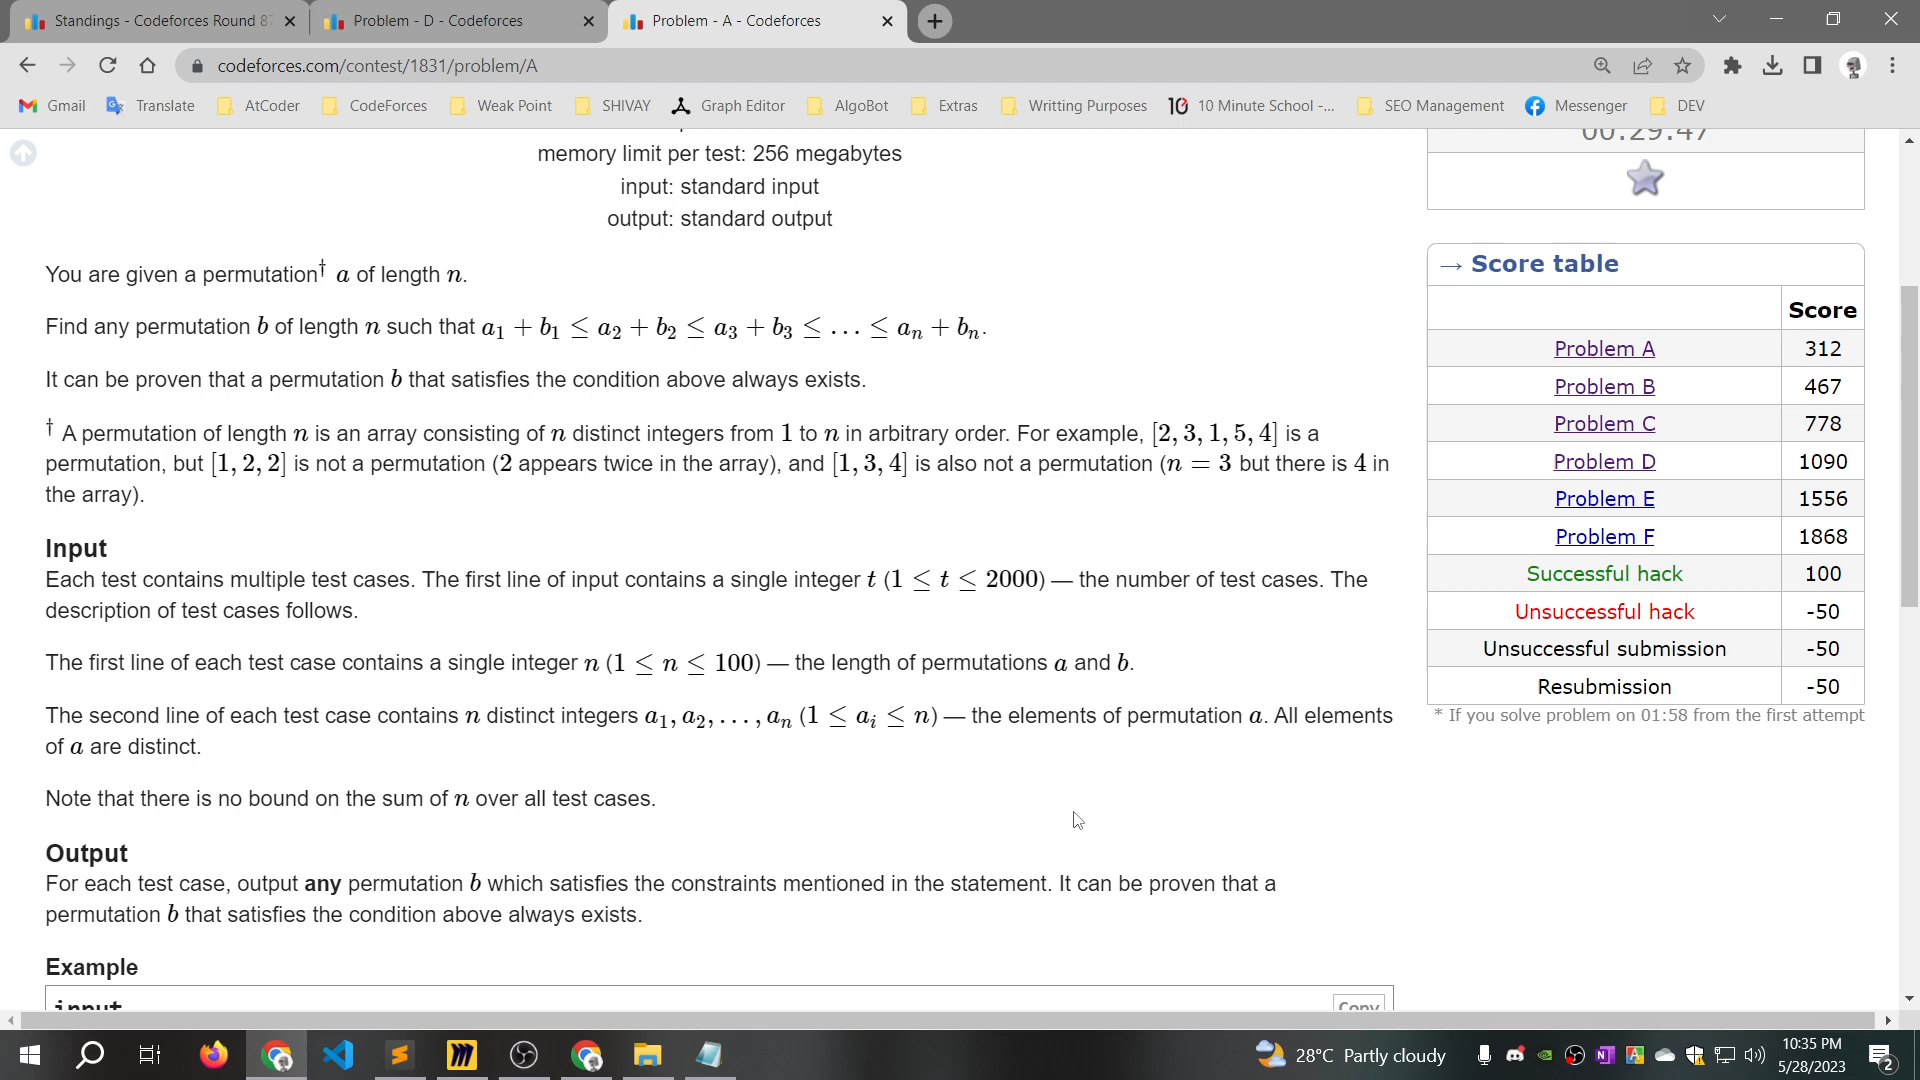 Standings - Codeforces Round 87
Problem - D - Codeforces
Problem - A - Codeforces
codeforces.com/contest/1831/problem/A
Gmail Translate AtCoder CodeForces Weak Point SHIVAY Graph Editor AlgoBot Extras Writting Purposes 10 Minute School -... SEO Management Messenger DEV
memory limit per test: 256 megabytes
input: standard input
output: standard output
You are given a permutation† a of length n.
Find any permutation b of length n such that a₁ + b₁ ≤ a₂ + b₂ ≤ a₃ + b₃ ≤ … ≤ aₙ + bₙ.
It can be proven that a permutation b that satisfies the condition above always exists.
† A permutation of length n is an array consisting of n distinct integers from 1 to n in arbitrary order. For example, [2, 3, 1, 5, 4] is a
permutation, but [1, 2, 2] is not a permutation (2 appears twice in the array), and [1, 3, 4] is also not a permutation (n = 3 but there is 4 in
the array).
Input
Each test contains multiple test cases. The first line of input contains a single integer t (1 ≤ t ≤ 2000) — the number of test cases. The
description of test cases follows.
The first line of each test case contains a single integer n (1 ≤ n ≤ 100) — the length of permutations a and b.
The second line of each test case contains n distinct integers a₁, a₂, …, aₙ (1 ≤ aᵢ ≤ n) — the elements of permutation a. All elements
of a are distinct.
Note that there is no bound on the sum of n over all test cases.
Output
For each test case, output any permutation b which satisfies the constraints mentioned in the statement. It can be proven that a
permutation b that satisfies the condition above always exists.
Example
input
Copy
00:29:47
→ Score table
Score
Problem A 312
Problem B 467
Problem C 778
Problem D 1090
Problem E 1556
Problem F 1868
Successful hack 100
Unsuccessful hack -50
Unsuccessful submission -50
Resubmission -50
* If you solve problem on 01:58 from the first attempt
28°C Partly cloudy
10:35 PM
5/28/2023
2